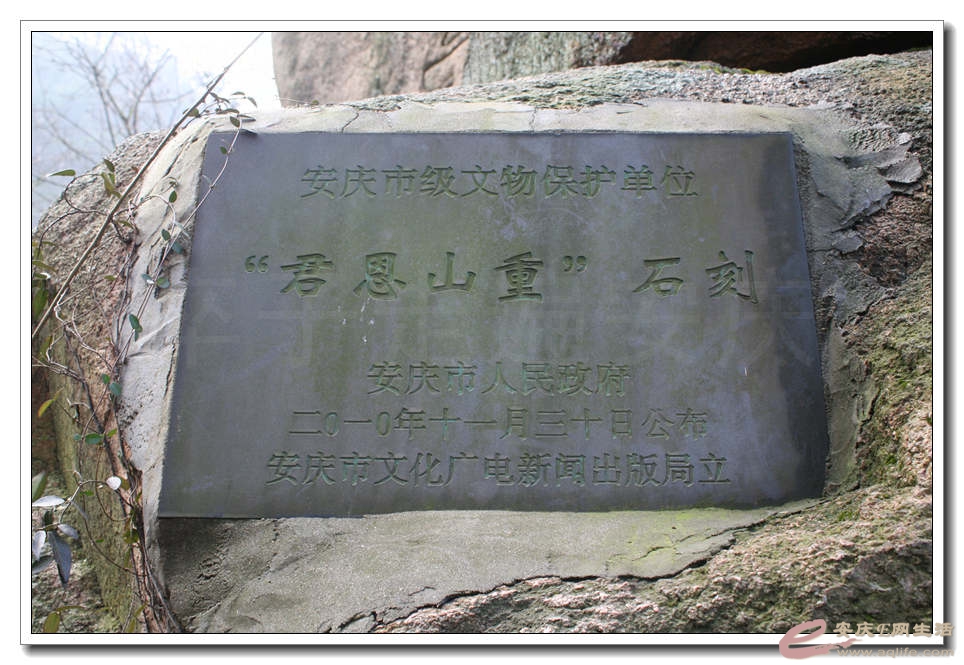 安庆市级文物保护单位
“君恩山重” 石刻
安庆市人民政府
二0一0年十一月三十日公布
安庆市文化广电新闻出版局立
安庆E网生活
www.aqlife.com